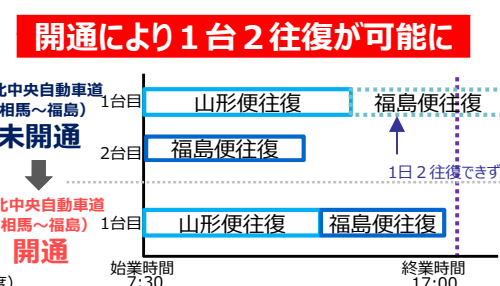 開通により１台２往復が可能に
北中央自動車道
相馬～福島）
未開通
1台目
山形便往復
福島便往復
2台目
福島便往復
1日２往復できず
北中央自動車道
相馬～福島）
開通
1台目
山形便往復
福島便往復
始業時間
7:30
終業時間
17:00
度）